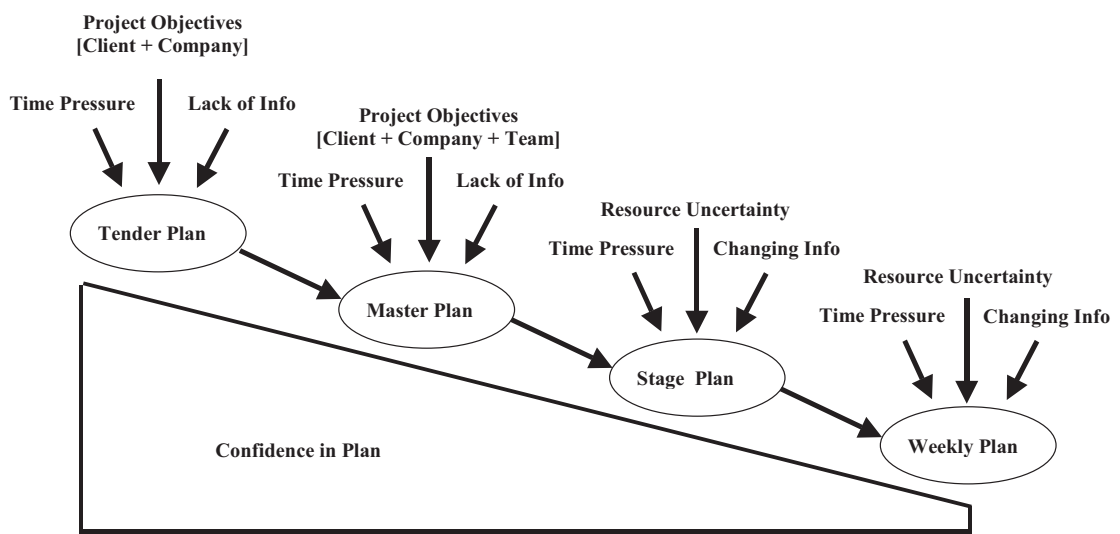 Project Objectives
[Client + Company]
Time Pressure
Lack of Info
Tender Plan
Project Objectives
[Client + Company + Team]
Time Pressure
Lack of Info
Master Plan
Resource Uncertainty
Time Pressure
Changing Info
Stage Plan
Resource Uncertainty
Time Pressure
Changing Info
Weekly Plan
Confidence in Plan